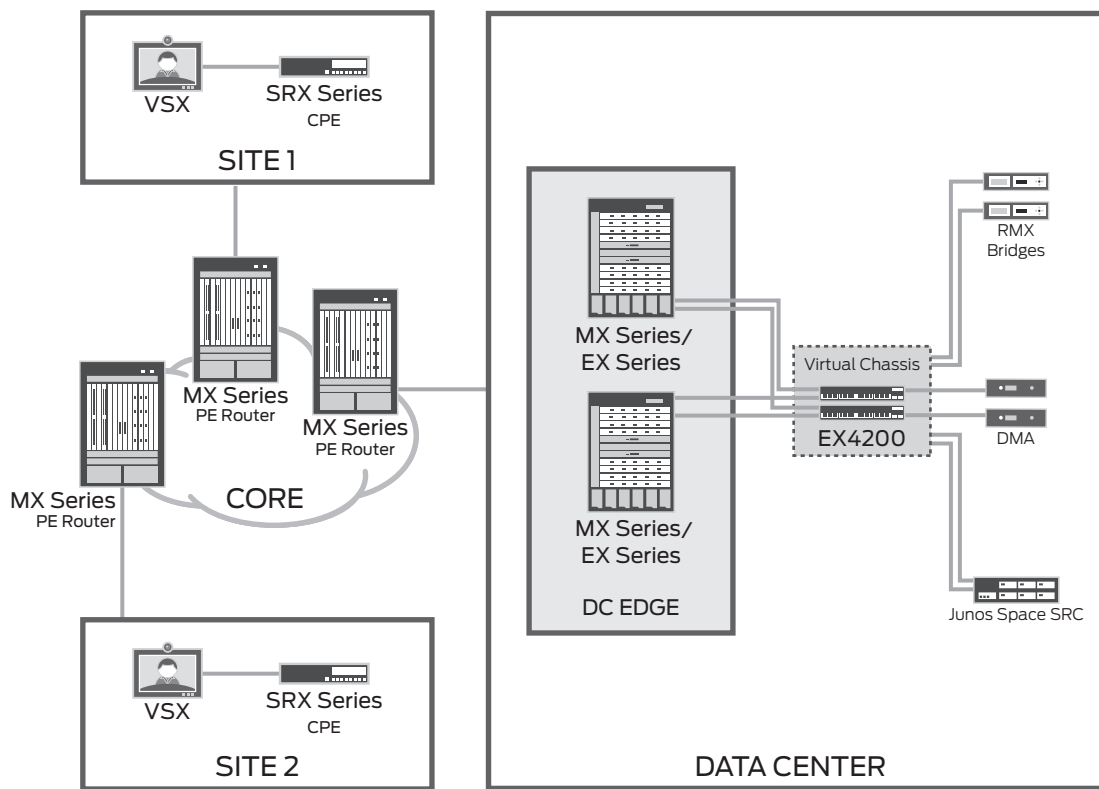 VSX
SRX Series
CPE
SITE 1
MX Series
PE Router
MX Series
PE Router
MX Series
PE Router
CORE
VSX
SRX Series
CPE
SITE 2
MX Series/
EX Series
MX Series/
EX Series
DC EDGE
Virtual Chassis
EX4200
RMX
Bridges
DMA
Junos Space SRC
DATA CENTER